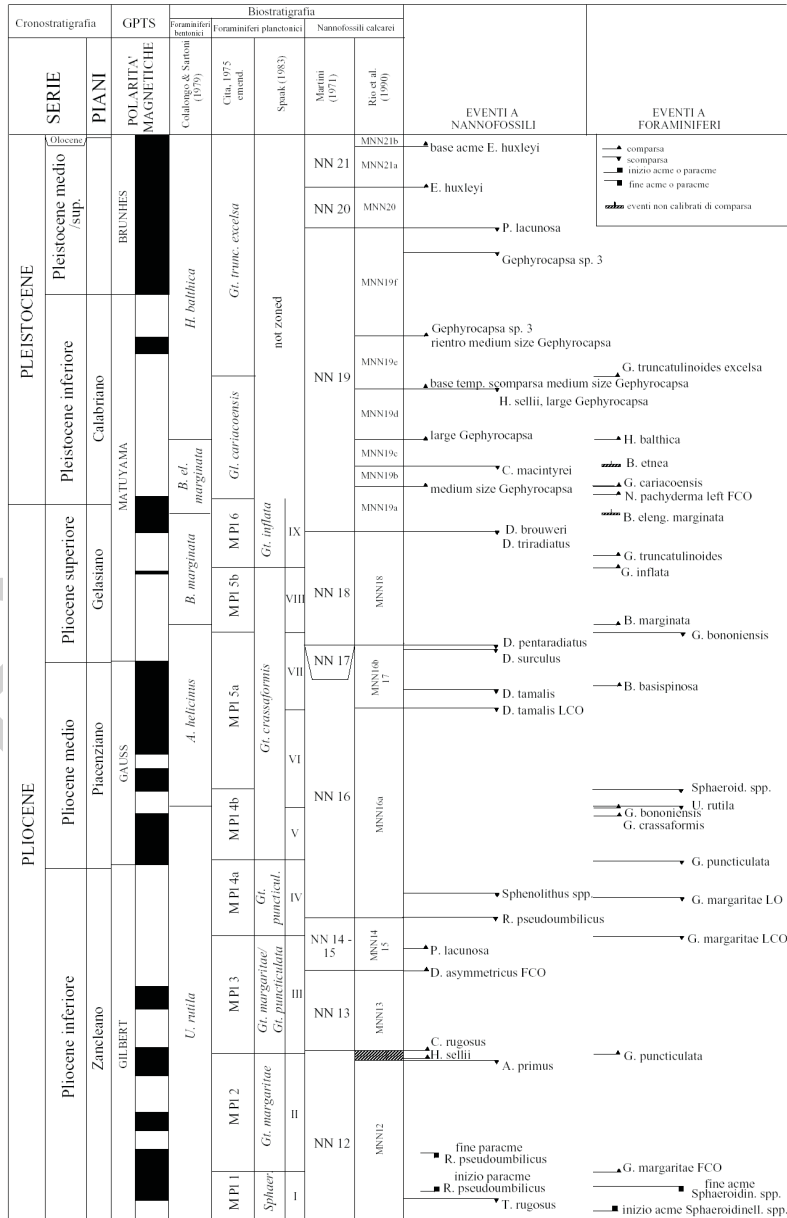 Biostratigrafia
Cronostratigrafia
GPTS
Foraminiferi bentonici
Foraminiferi planctonici
Nannofossili calcarei
SERIE
PIANI
POLARITA' MAGNETICHE
Colalongo & Sartoni (1979)
Cita, 1975 emend.
Spaak (1983)
Martini (1971)
Rio et al. (1990)
EVENTI A
NANNOFOSSILI
EVENTI A
FORAMINIFERI
comparsa
scomparsa
inizio acme o paracme
fine acme o paracme
eventi non calibrati di comparsa
PLEISTOCENE
PLIOCENE
Olocene
Pleistocene medio /sup.
Pleistocene inferiore
Pliocene superiore
Pliocene medio
Pliocene inferiore
Calabriano
Gelasiano
Piacenziano
Zancleano
BRUNHES
MATUYAMA
GAUSS
GILBERT
H. balthica
B. el. marginata
B. marginata
A. helicinus
U. rutila
Gt. trunc. excelsa
Gl. cariacoensis
M Pl 6
M Pl 5b
M Pl 5a
M Pl 4b
M Pl 4a
M Pl 3
M Pl 2
M Pl 1
not zoned
Gt. inflata
Gt. crassaformis
Gt. puncticul.
Gt. margaritae/ Gt. puncticulata
Gt. margaritae
Sphaer.
IX
VIII
VII
VI
V
IV
III
II
I
NN 21
NN 20
NN 19
NN 18
NN 17
NN 16
NN 14 -
15
NN 13
NN 12
MNN21b
MNN21a
MNN20
MNN19f
MNN19e
MNN19d
MNN19c
MNN19b
MNN19a
MNN18
MNN16b 17
MNN16a
MNN14 15
MNN13
MNN12
base acme E. huxleyi
E. huxleyi
P. lacunosa
Gephyrocapsa sp. 3
Gephyrocapsa sp. 3
rientro medium size Gephyrocapsa
base temp. scomparsa medium size Gephyrocapsa
H. sellii, large Gephyrocapsa
large Gephyrocapsa
C. macintyrei
medium size Gephyrocapsa
D. brouweri
D. triradiatus
D. pentaradiatus
D. surculus
D. tamalis
D. tamalis LCO
Sphenolithus spp.
R. pseudoumbilicus
P. lacunosa
D. asymmetricus FCO
C. rugosus
H. sellii
A. primus
fine paracme
R. pseudoumbilicus
inizio paracme
R. pseudoumbilicus
T. rugosus
G. truncatulinoides excelsa
H. balthica
B. etnea
G. cariacoensis
N. pachyderma left FCO
B. eleng. marginata
G. truncatulinoides
G. inflata
B. marginata
G. bononiensis
B. basispinosa
Sphaeroid. spp.
U. rutila
G. bononiensis
G. crassaformis
G. puncticulata
G. margaritae LO
G. margaritae LCO
G. puncticulata
G. margaritae FCO
fine acme
Sphaeroidin. spp.
inizio acme Sphaeroidinell. spp.